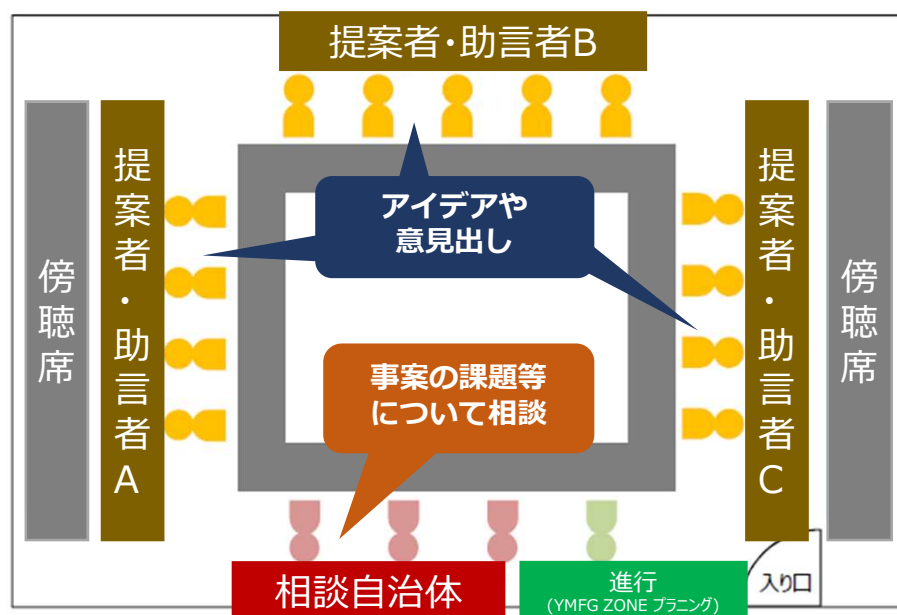 提案者・助言者B
提案者・助言者A
提案者・助言者C
傍聴席
傍聴席
アイデアや
意見出し
事案の課題等
について相談
相談自治体
進行
(YMFG ZONE プラニング)
入り口